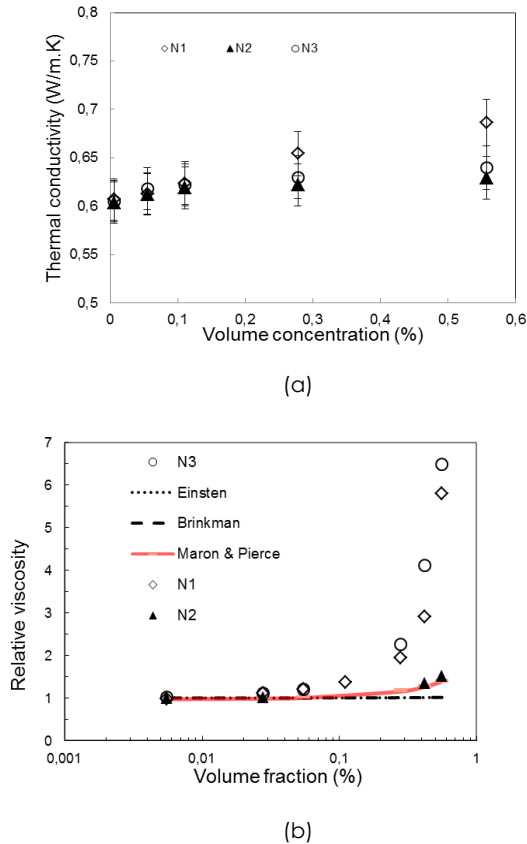 0,8
0,75
0,7
0,65
0,6
0,55
0,5
Thermal conductivity (W/m.K)
N1 N2 N3
0 0,1 0,2 0,3 0,4 0,5 0,6
Volume concentration (%)
(a)
7
6
5
4
3
2
1
0
Relative viscosity
N3
Einsten
Brinkman
Maron & Pierce
N1
N2
0,001 0,01 0,1 1
Volume fraction (%)
(b)